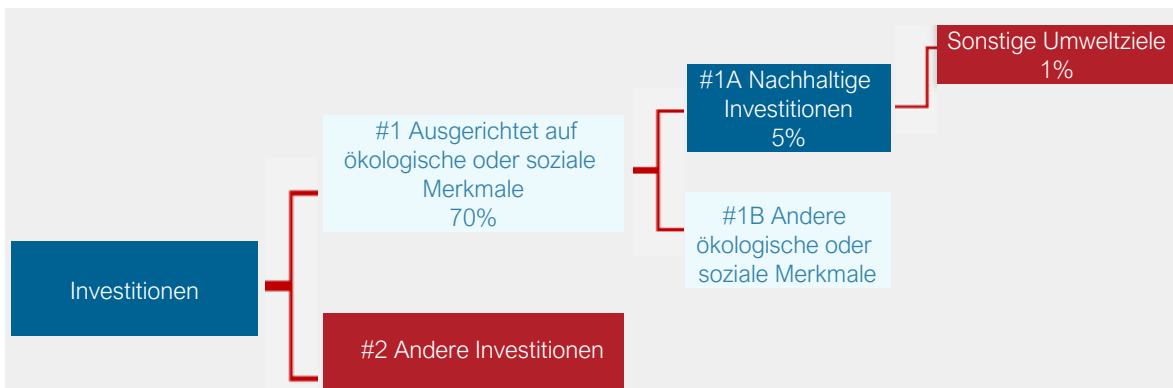 Sonstige Umweltziele
1%
#1A Nachhaltige
Investitionen
5%
#1 Ausgerichtet auf
ökologische oder soziale
Merkmale
70%
#1B Andere
ökologische oder
soziale Merkmale
Investitionen
#2 Andere Investitionen